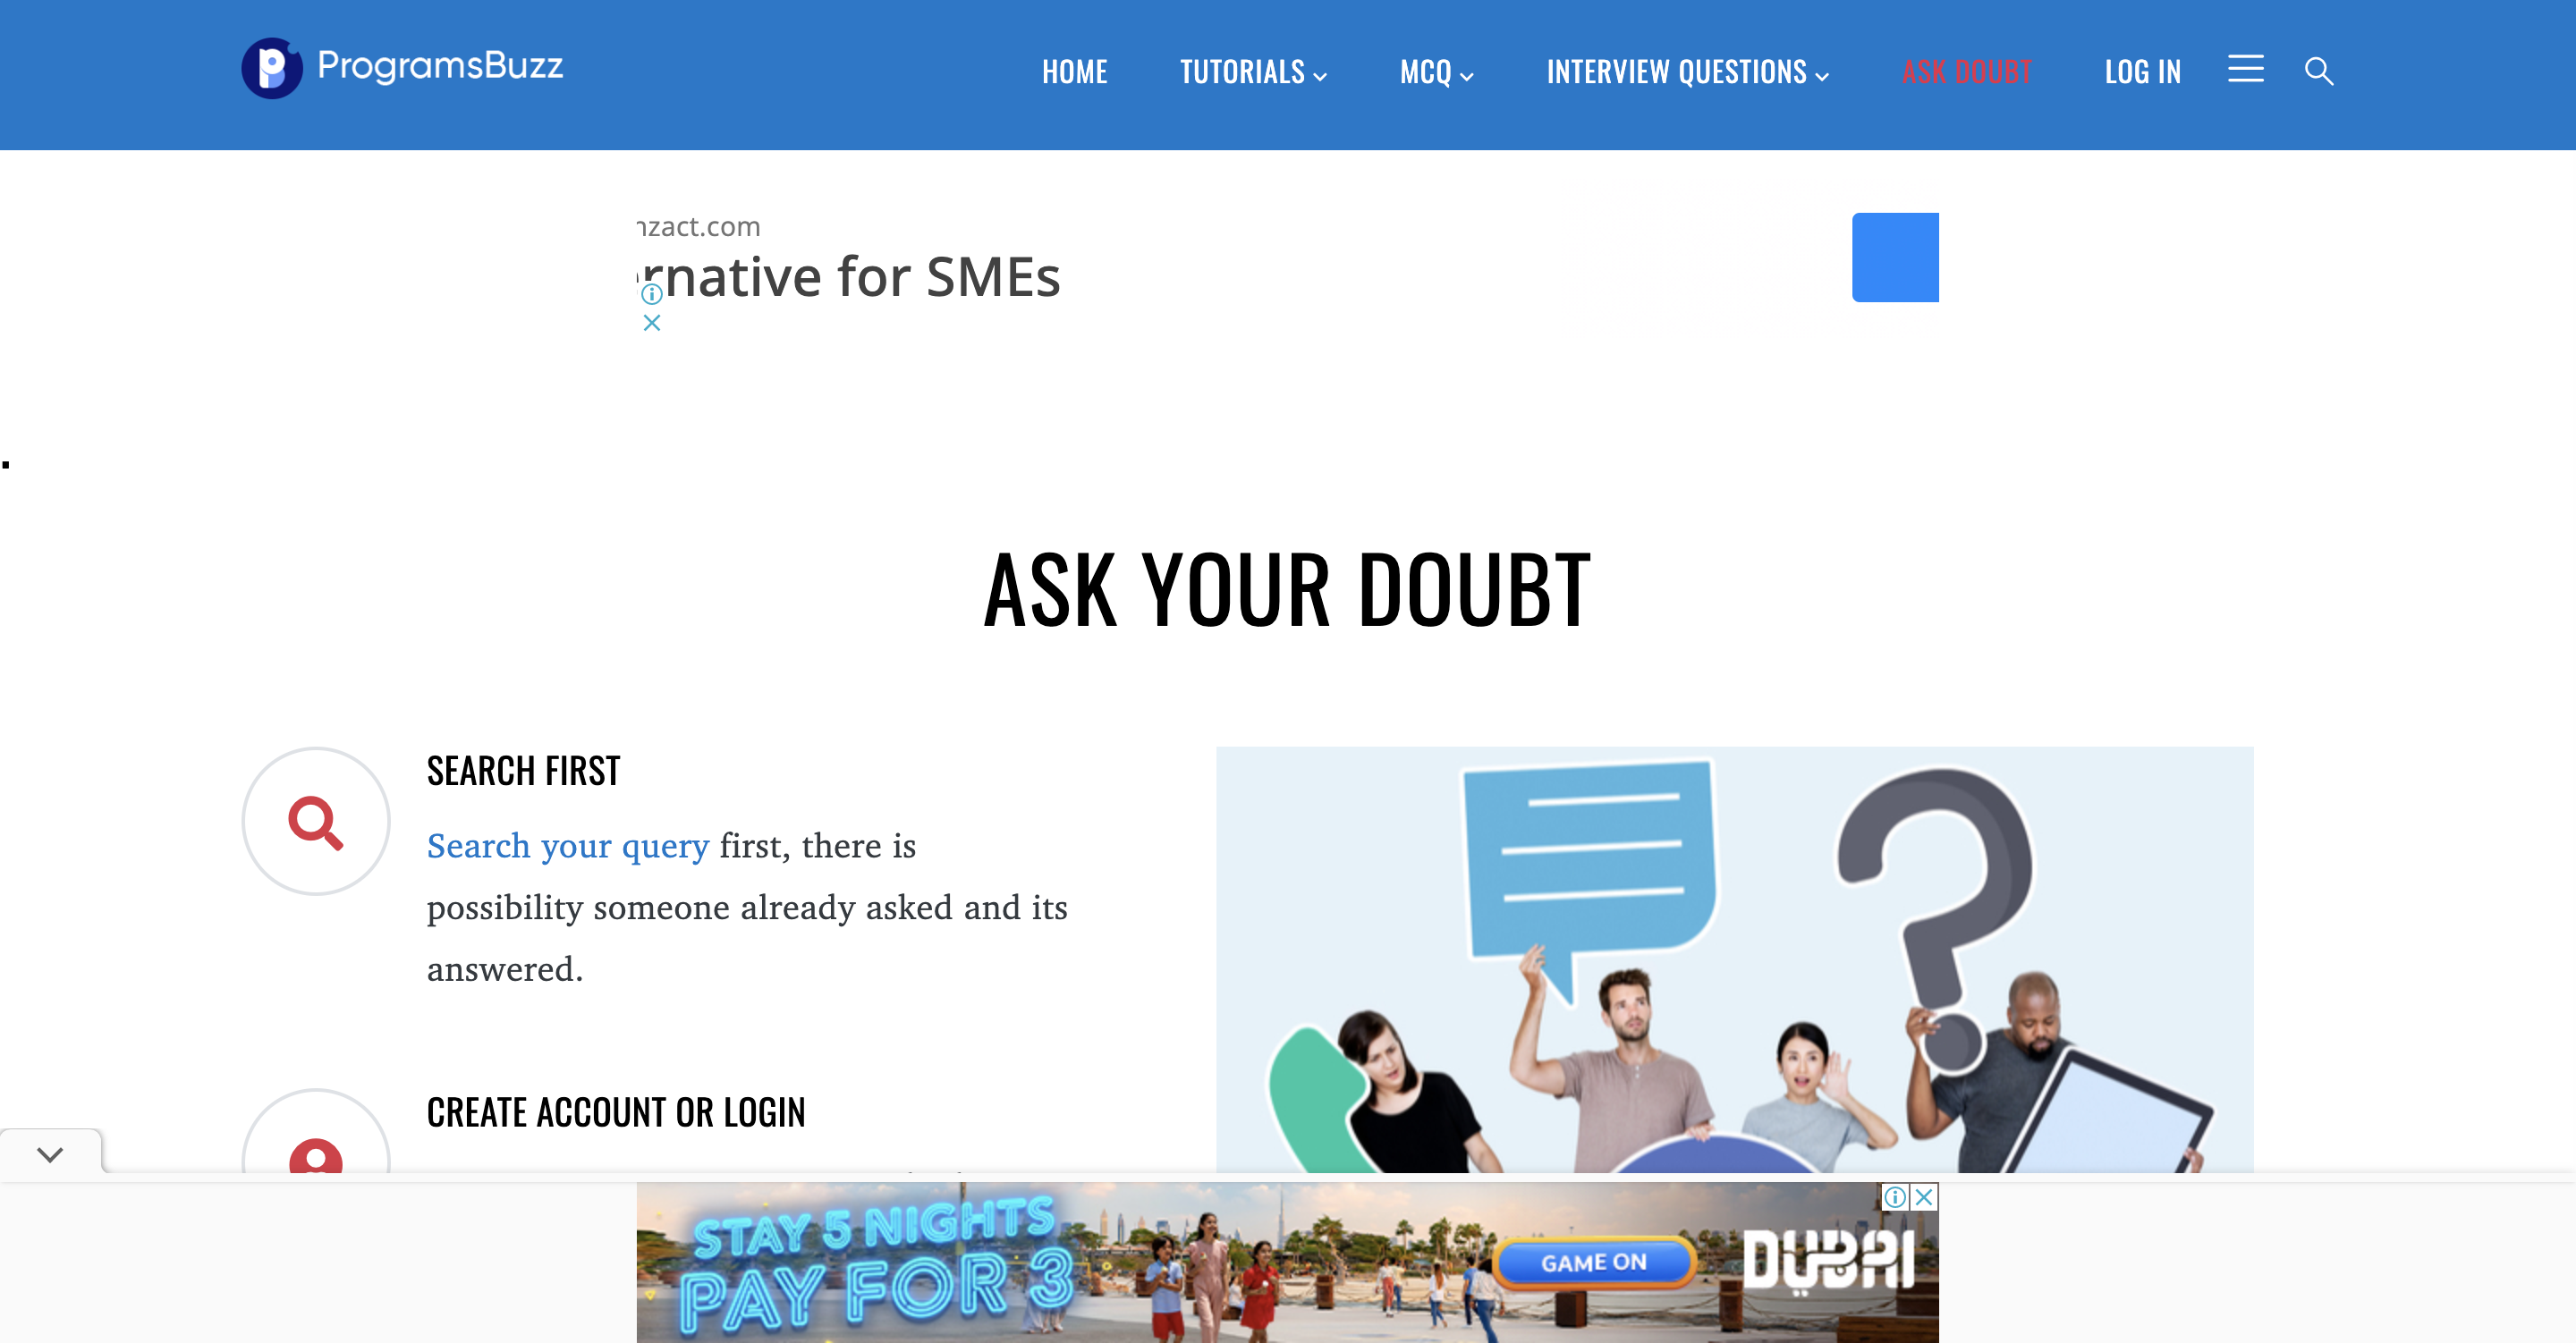 ProgramsBuzz
HOME TUTORIALS MCQ INTERVIEW QUESTIONS ASK DOUBT LOG IN
nzact.com
rnative for SMEs
.
ASK YOUR DOUBT
SEARCH FIRST
Search your query first, there is
possibility someone already asked and its
answered.
CREATE ACCOUNT OR LOGIN
STAY 5 NIGHTS
PAY FOR 3
GAME ON
DUBAI